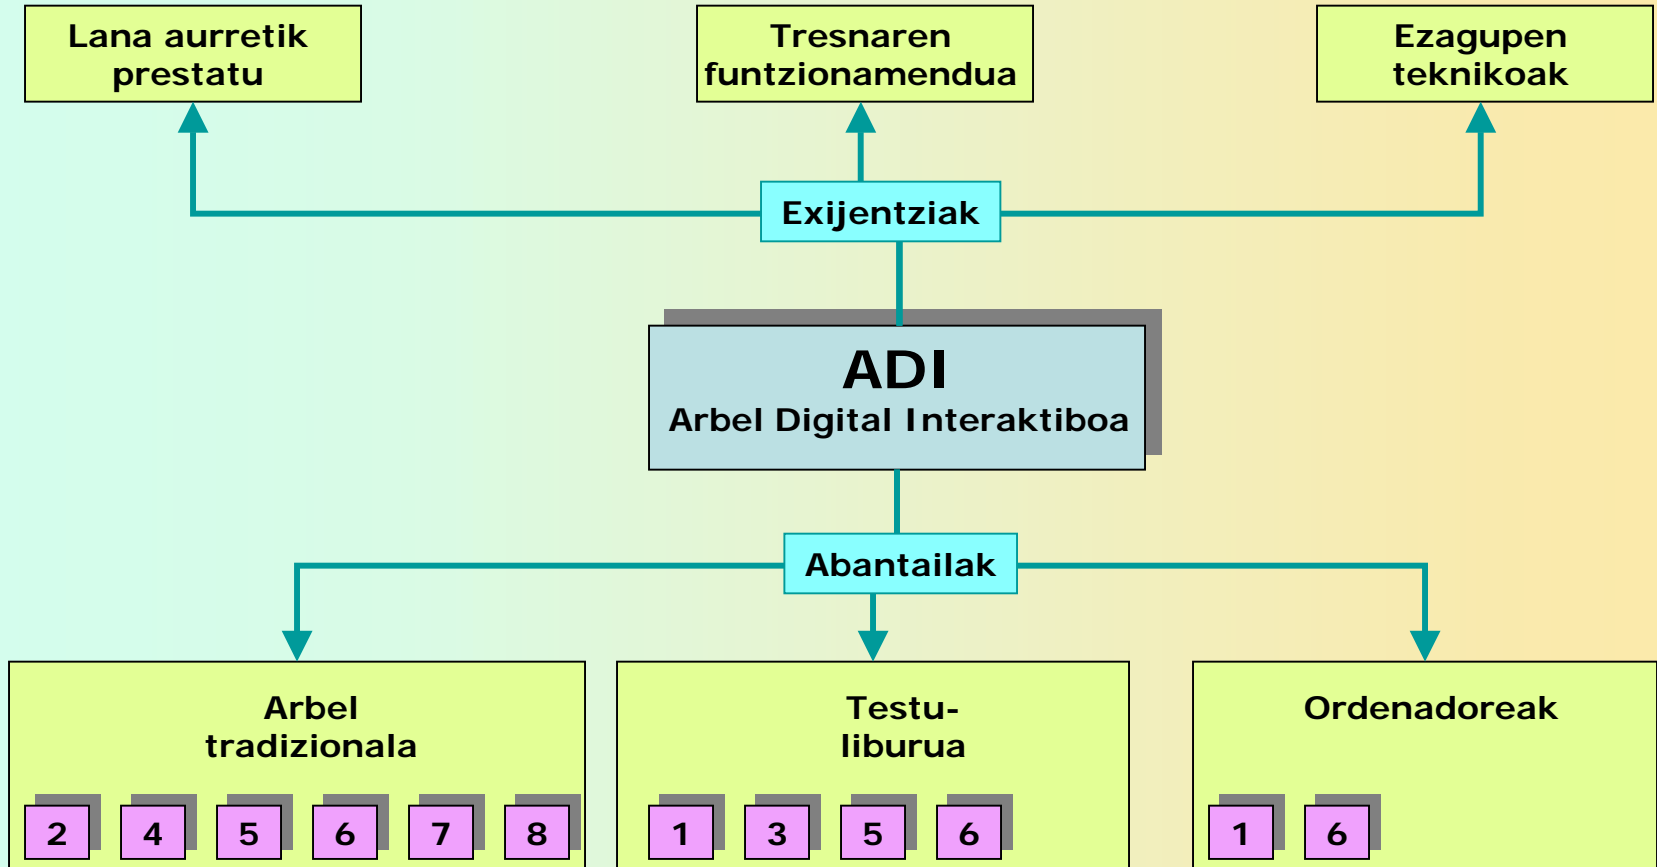 Lana aurretik
prestatu
Tresnaren
funtzionamendua
Ezagupen
teknikoak
Exijentziak
ADI
Arbel Digital Interaktiboa
Abantailak
Arbel
tradizionala
2 4 5 6 7 8
Testu-
liburua
1 3 5 6
Ordenadoreak
1 6